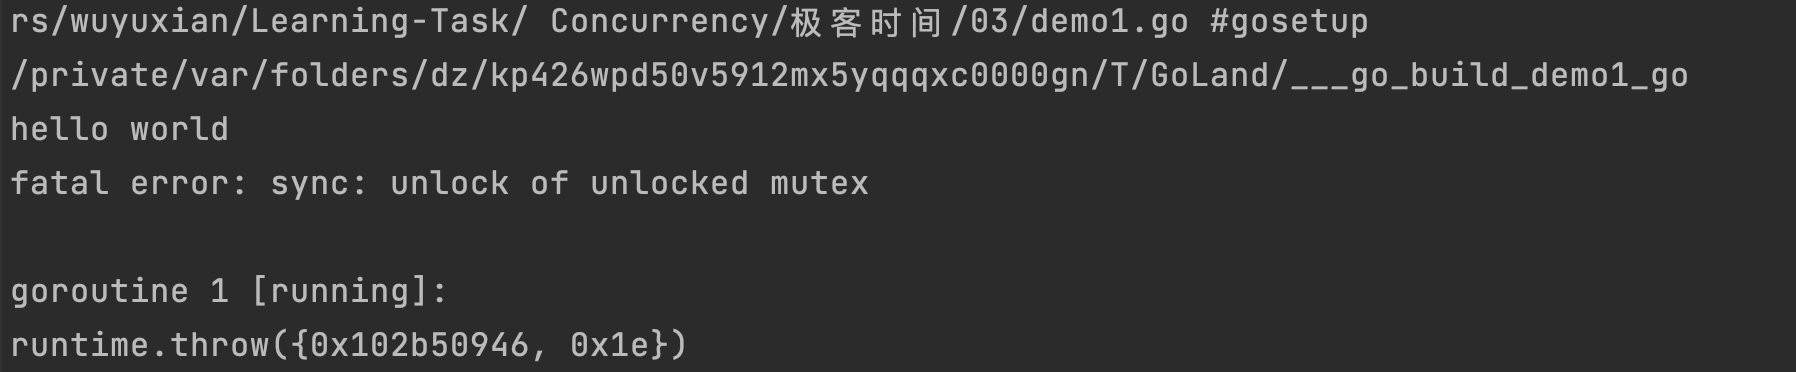 rs/wuyuxian/Learning-Task/ Concurrency/极客时间/03/demo1.go #gosetup
/private/var/folders/dz/kp426wpd50v5912mx5yqqqxc0000gn/T/GoLand/___go_build_demo1_go
hello world
fatal error: sync: unlock of unlocked mutex
goroutine 1 [running]:
runtime.throw({0x102b50946, 0x1e})